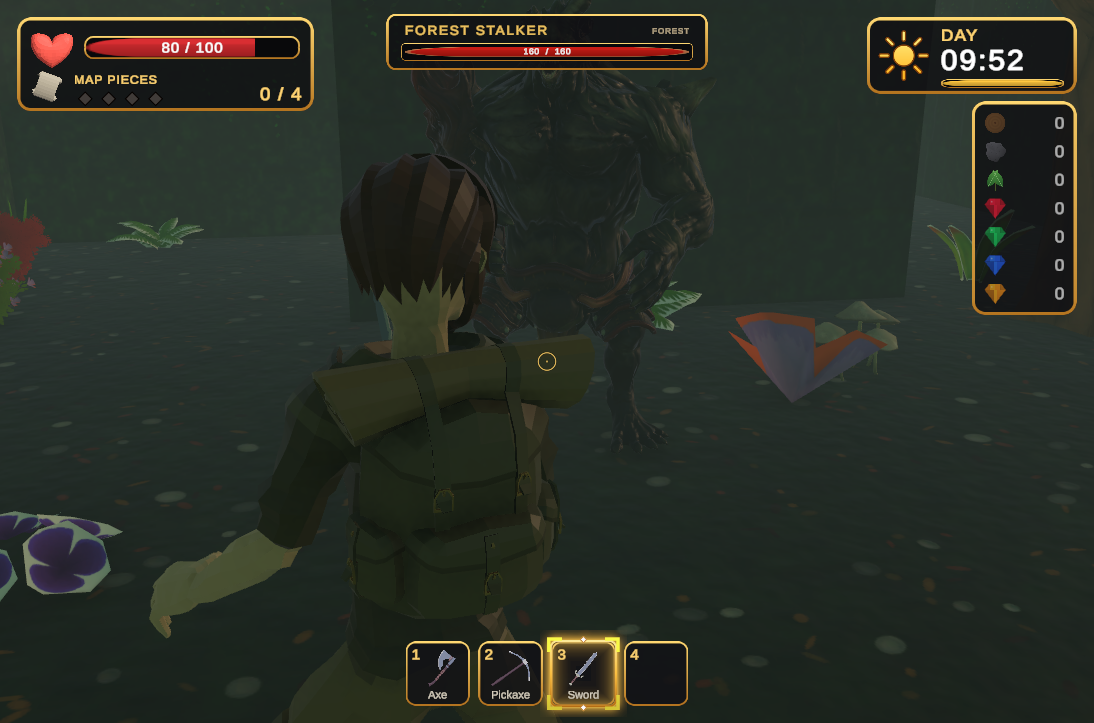 80 / 100
MAP PIECES
0 / 4
FOREST STALKER
FOREST
160 / 160
DAY
09:52
0
0
0
0
0
0
0
1
Axe
2
Pickaxe
3
Sword
4